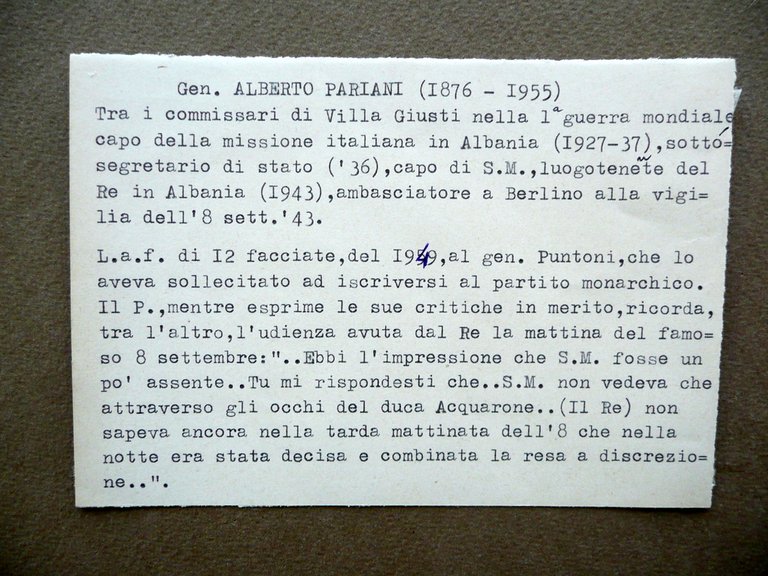 Gen. ALBERTO PARIANI (I876 - I955)
Tra i commissari di Villa Giusti nella lª guerra mondiale
capo della missione italiana in Albania (I927-37),sottó=
segretario di stato ('36),capo di S.M.,luogotenete del
Re in Albania (I943),ambasciatore a Berlino alla vigi=
lia dell'8 sett.'43.
L.a.f. di I2 facciate,del I949,al gen. Puntoni,che lo
aveva sollecitato ad iscriversi al partito monarchico.
Il P.,mentre esprime le sue critiche in merito,ricorda,
tra l'altro,l'udienza avuta dal Re la mattina del famo=
so 8 settembre:"..Ebbi l'impressione che S.M. fosse un
po' assente..Tu mi rispondesti che..S.M. non vedeva che
attraverso gli occhi del duca Acquarone..(Il Re) non
sapeva ancora nella tarda mattinata dell'8 che nella
notte era stata decisa e combinata la resa a discrezio=
ne..".